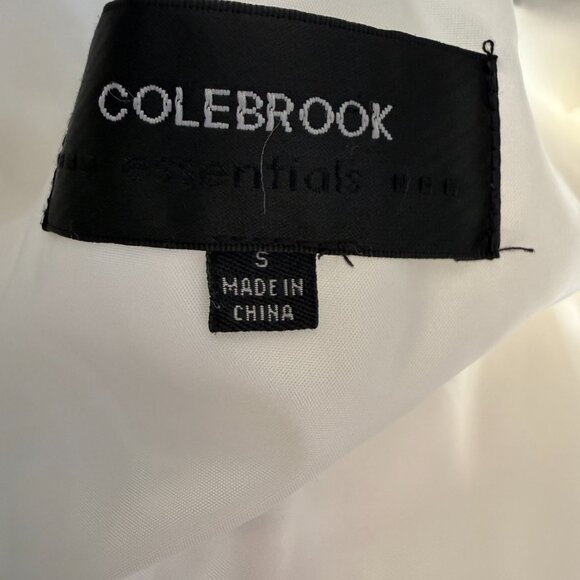 COLEBROOK
essentials
S
MADE IN
CHINA